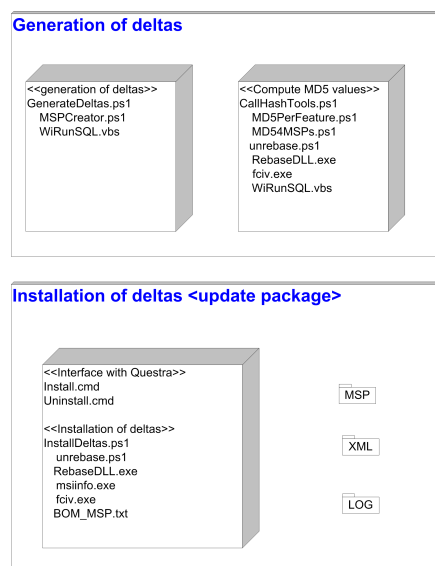 Generation of deltas
<<generation of deltas>>
GenerateDeltas.ps1
MSPCreator.ps1
WiRunSQL.vbs
<<Compute MD5 values>>
CallHashTools.ps1
MD5PerFeature.ps1
MD54MSPs.ps1
unrebase.ps1
RebaseDLL.exe
fciv.exe
WiRunSQL.vbs
Installation of deltas <update package>
<<Interface with Questra>>
Install.cmd
Uninstall.cmd
<<Installation of deltas>>
InstallDeltas.ps1
unrebase.ps1
RebaseDLL.exe
msiinfo.exe
fciv.exe
BOM_MSP.txt
MSP
XML
LOG